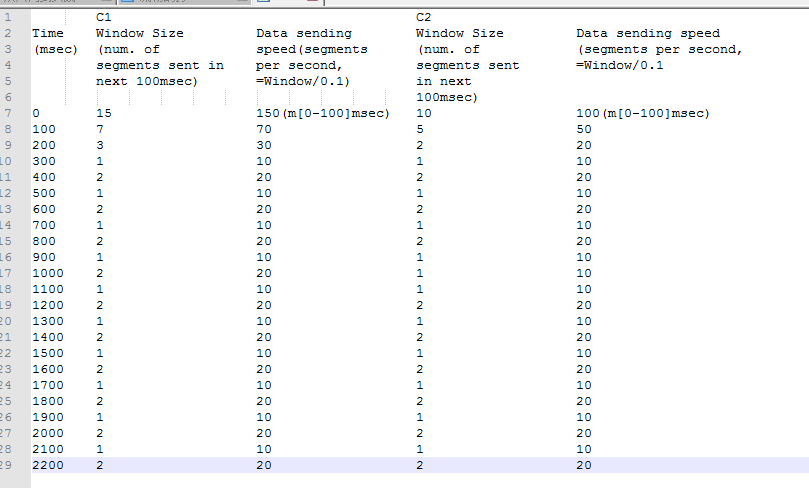 1 C1 C2
2 Time Window Size Data sending Window Size Data sending speed
3 (msec) (num. of speed(segments (num. of (segments per second,
4 segments sent in per second, segments sent =Window/0.1
5 next 100msec) =Window/0.1) in next
6 100msec)
7 0 15 150(m[0-100]msec) 10 100(m[0-100]msec)
8 100 7 70 5 50
9 200 3 30 2 20
10 300 1 10 1 10
11 400 2 20 2 20
12 500 1 10 1 10
13 600 2 20 2 20
14 700 1 10 1 10
15 800 2 20 2 20
16 900 1 10 1 10
17 1000 2 20 1 10
18 1100 1 10 1 10
19 1200 2 20 2 20
20 1300 1 10 1 10
21 1400 2 20 2 20
22 1500 1 10 1 10
23 1600 2 20 2 20
24 1700 1 10 1 10
25 1800 2 20 2 20
26 1900 1 10 1 10
27 2000 2 20 2 20
28 2100 1 10 1 10
29 2200 2 20 2 20